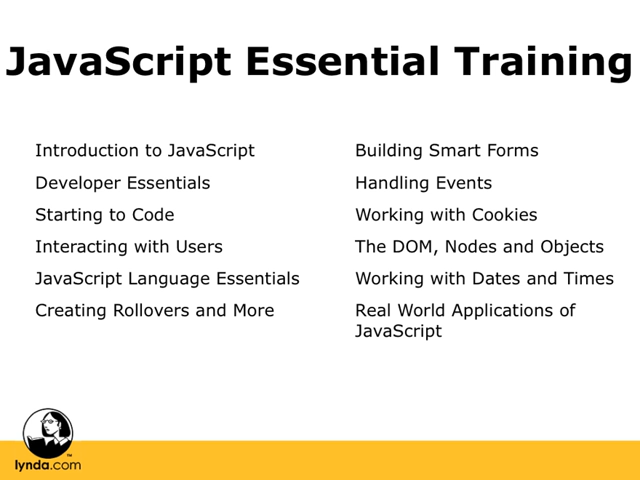 JavaScript Essential Training
Introduction to JavaScript
Developer Essentials
Starting to Code
Interacting with Users
JavaScript Language Essentials
Creating Rollovers and More
Building Smart Forms
Handling Events
Working with Cookies
The DOM, Nodes and Objects
Working with Dates and Times
Real World Applications of
JavaScript
™
lynda.com